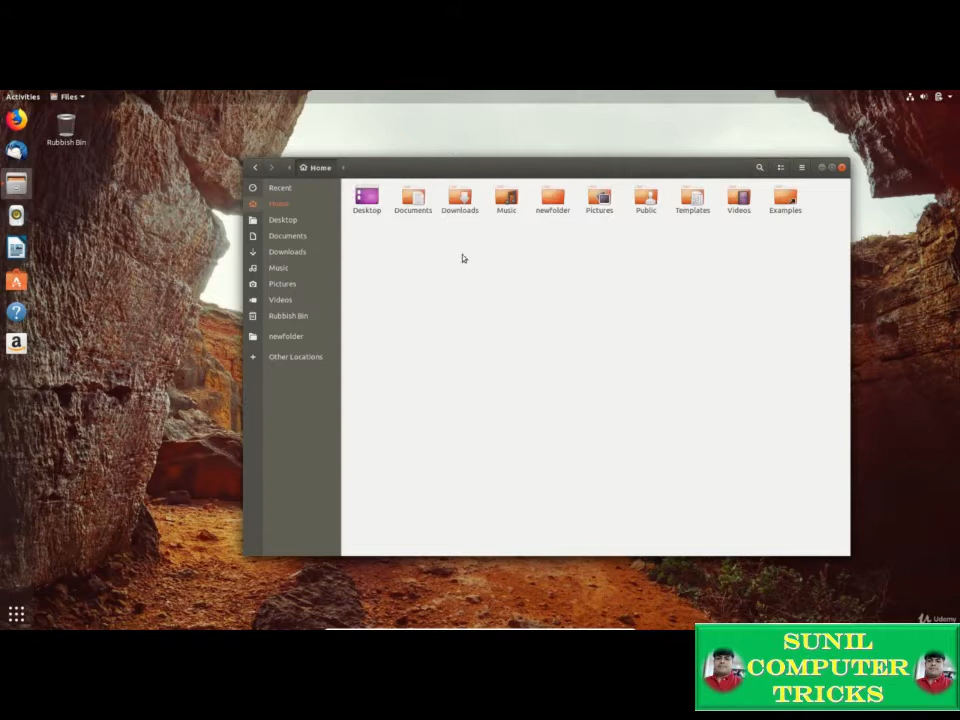 Activities Files
Rubbish Bin
Home
Recent
Home
Desktop
Documents
Downloads
Music
Pictures
Videos
Rubbish Bin
newfolder
Other Locations
Desktop Documents Downloads Music newfolder Pictures Public Templates Videos Examples
Udemy
SUNIL
COMPUTER
TRICKS